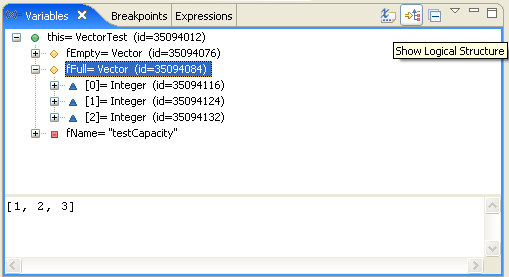 Variables Breakpoints Expressions
Show Logical Structure
this= VectorTest (id=35094012)
fEmpty= Vector (id=35094076)
fFull= Vector (id=35094084)
[0]= Integer (id=35094116)
[1]= Integer (id=35094124)
[2]= Integer (id=35094132)
fName= "testCapacity"
[1, 2, 3]